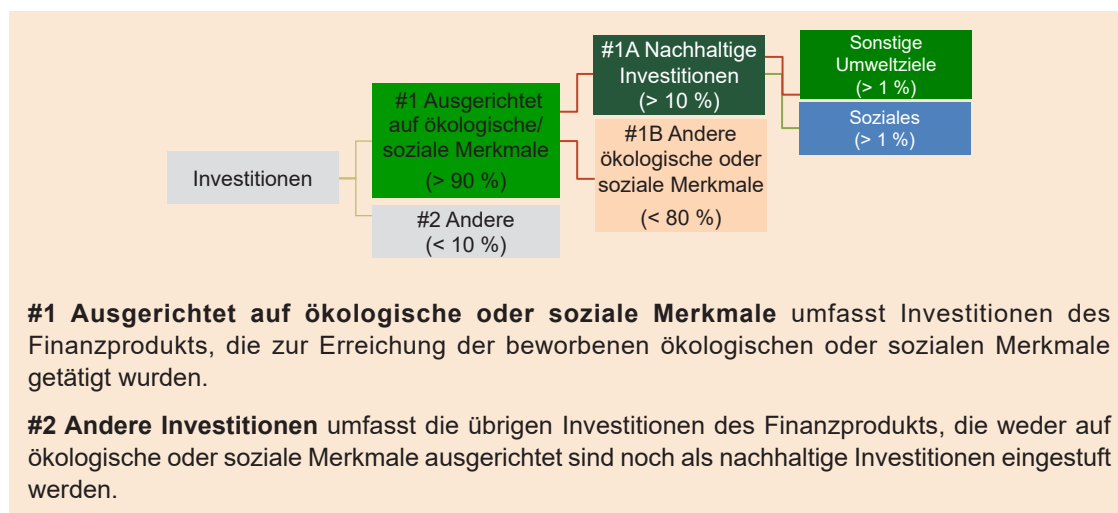 Investitionen
#1 Ausgerichtet
auf ökologische/
soziale Merkmale
(> 90 %)
#2 Andere
(< 10 %)
#1A Nachhaltige
Investitionen
(> 10 %)
#1B Andere
ökologische oder
soziale Merkmale
(< 80 %)
Sonstige
Umweltziele
(> 1 %)
Soziales
(> 1 %)
#1 Ausgerichtet auf ökologische oder soziale Merkmale umfasst Investitionen des
Finanzprodukts, die zur Erreichung der beworbenen ökologischen oder sozialen Merkmale
getätigt wurden.
#2 Andere Investitionen umfasst die übrigen Investitionen des Finanzprodukts, die weder auf
ökologische oder soziale Merkmale ausgerichtet sind noch als nachhaltige Investitionen eingestuft
werden.